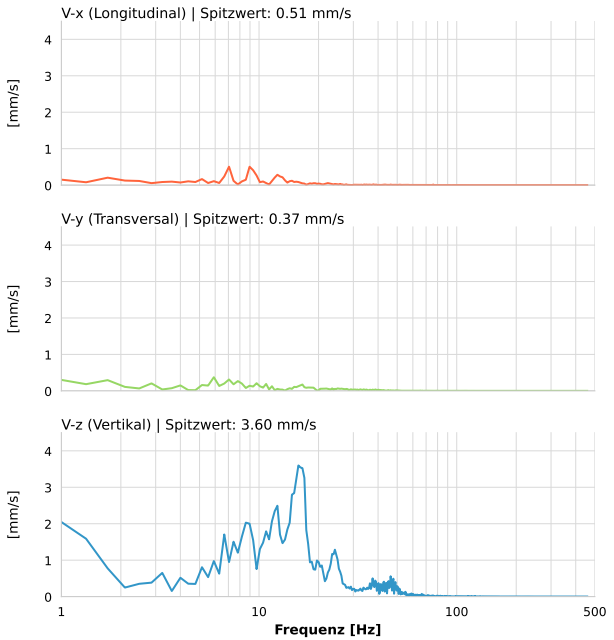 V-x (Longitudinal) | Spitzwert: 0.51 mm/s
4
3
2
1
0
[mm/s]
V-y (Transversal) | Spitzwert: 0.37 mm/s
4
3
2
1
0
[mm/s]
V-z (Vertikal) | Spitzwert: 3.60 mm/s
4
3
2
1
0
[mm/s]
1 10 100 500
Frequenz [Hz]